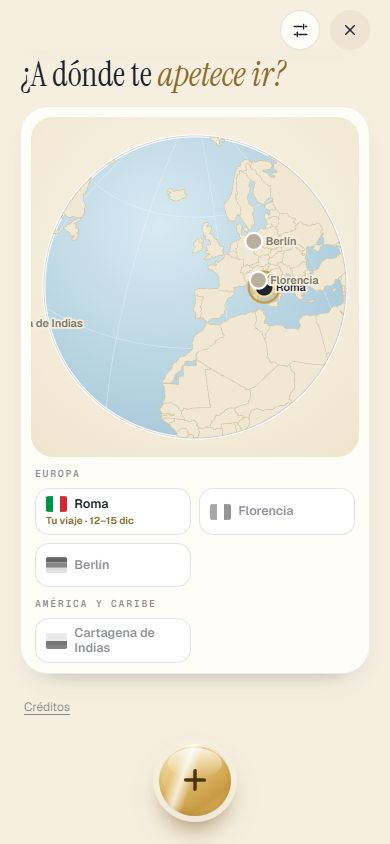 ¿A dónde te apetece ir?
Berlín
Florencia
Roma
a de Indias
EUROPA
Roma
Tu viaje · 12–15 dic
Florencia
Berlín
AMÉRICA Y CARIBE
Cartagena de
Indias
Créditos